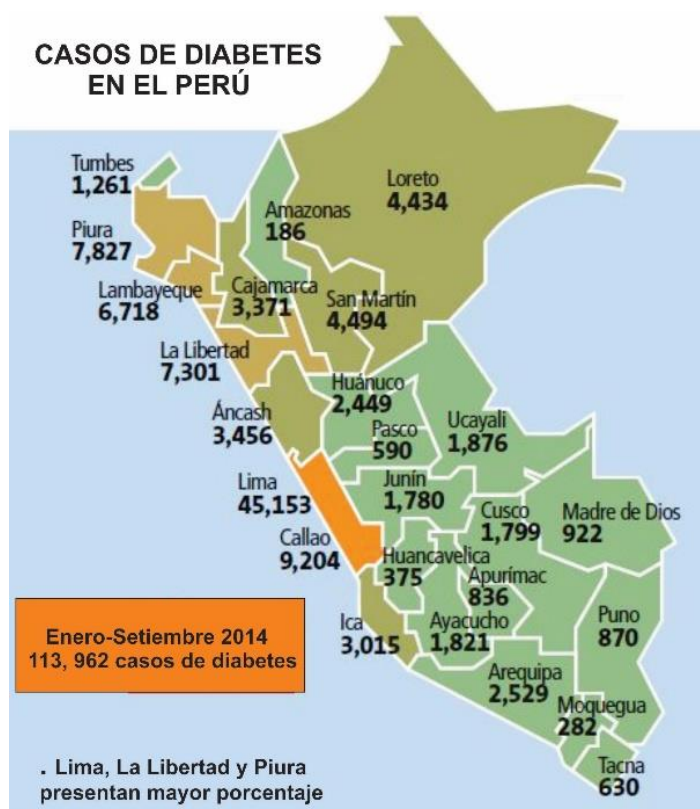 CASOS DE DIABETES
EN EL PERÚ
Tumbes
1,261
Piura
7,827
Lambayeque
6,718
La Libertad
7,301
Áncash
3,456
Lima
45,153
Callao
9,204
Ica
3,015
Amazonas
186
Cajamarca
3,371
Loreto
4,434
San Martín
4,494
Huánuco
2,449
Pasco
590
Ucayali
1,876
Junín
1,780
Cusco
1,799
Madre de Dios
922
Huancavelica
375
Apurímac
836
Ayacucho
1,821
Puno
870
Arequipa
2,529
Moquegua
282
Tacna
630
Enero-Setiembre 2014
113, 962 casos de diabetes
. Lima, La Libertad y Piura
presentan mayor porcentaje